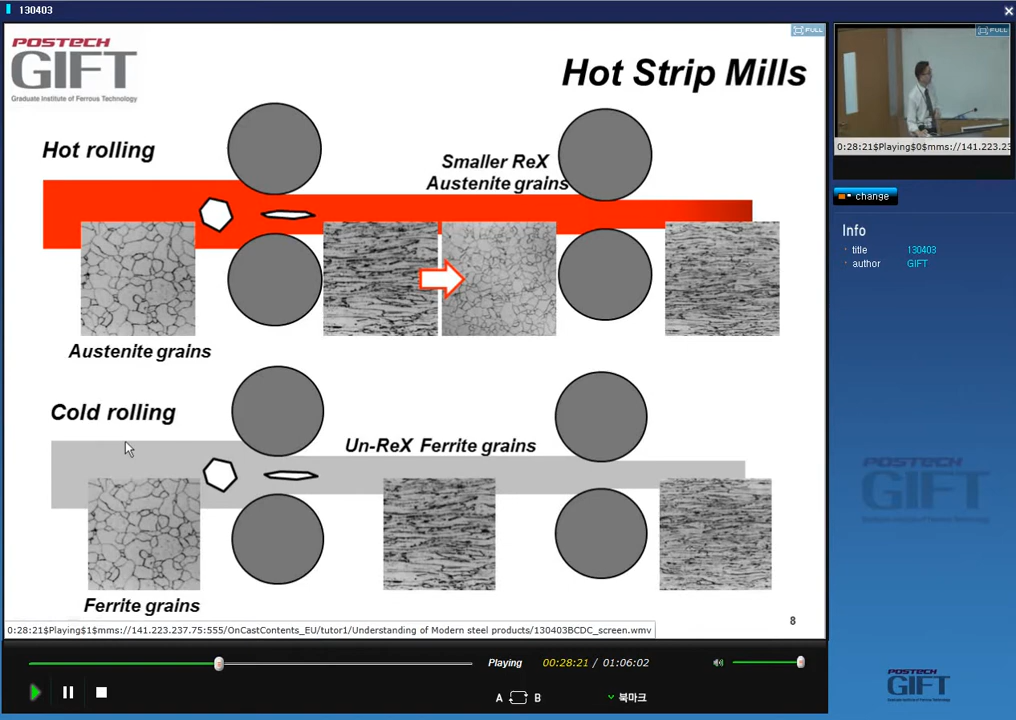 130403
POSTECH
GIFT
Graduate Institute of Ferrous Technology
FULL
Hot Strip Mills
Hot rolling
Smaller ReX
Austenite grains
Austenite grains
Cold rolling
Un-ReX Ferrite grains
Ferrite grains
8
0:28:21$Playing$1$mms://141.223.237.75:555/OnCastContents_EU/tutor1/Understanding of Modern steel products/130403BCDC_screen.wmv
FULL
0:28:21$Playing$0$mms://141.223.23
change
Info
title 130403
author GIFT
POSTECH
GIFT
Playing 00:28:21 / 01:06:02
A B 북마크
POSTECH
GIFT